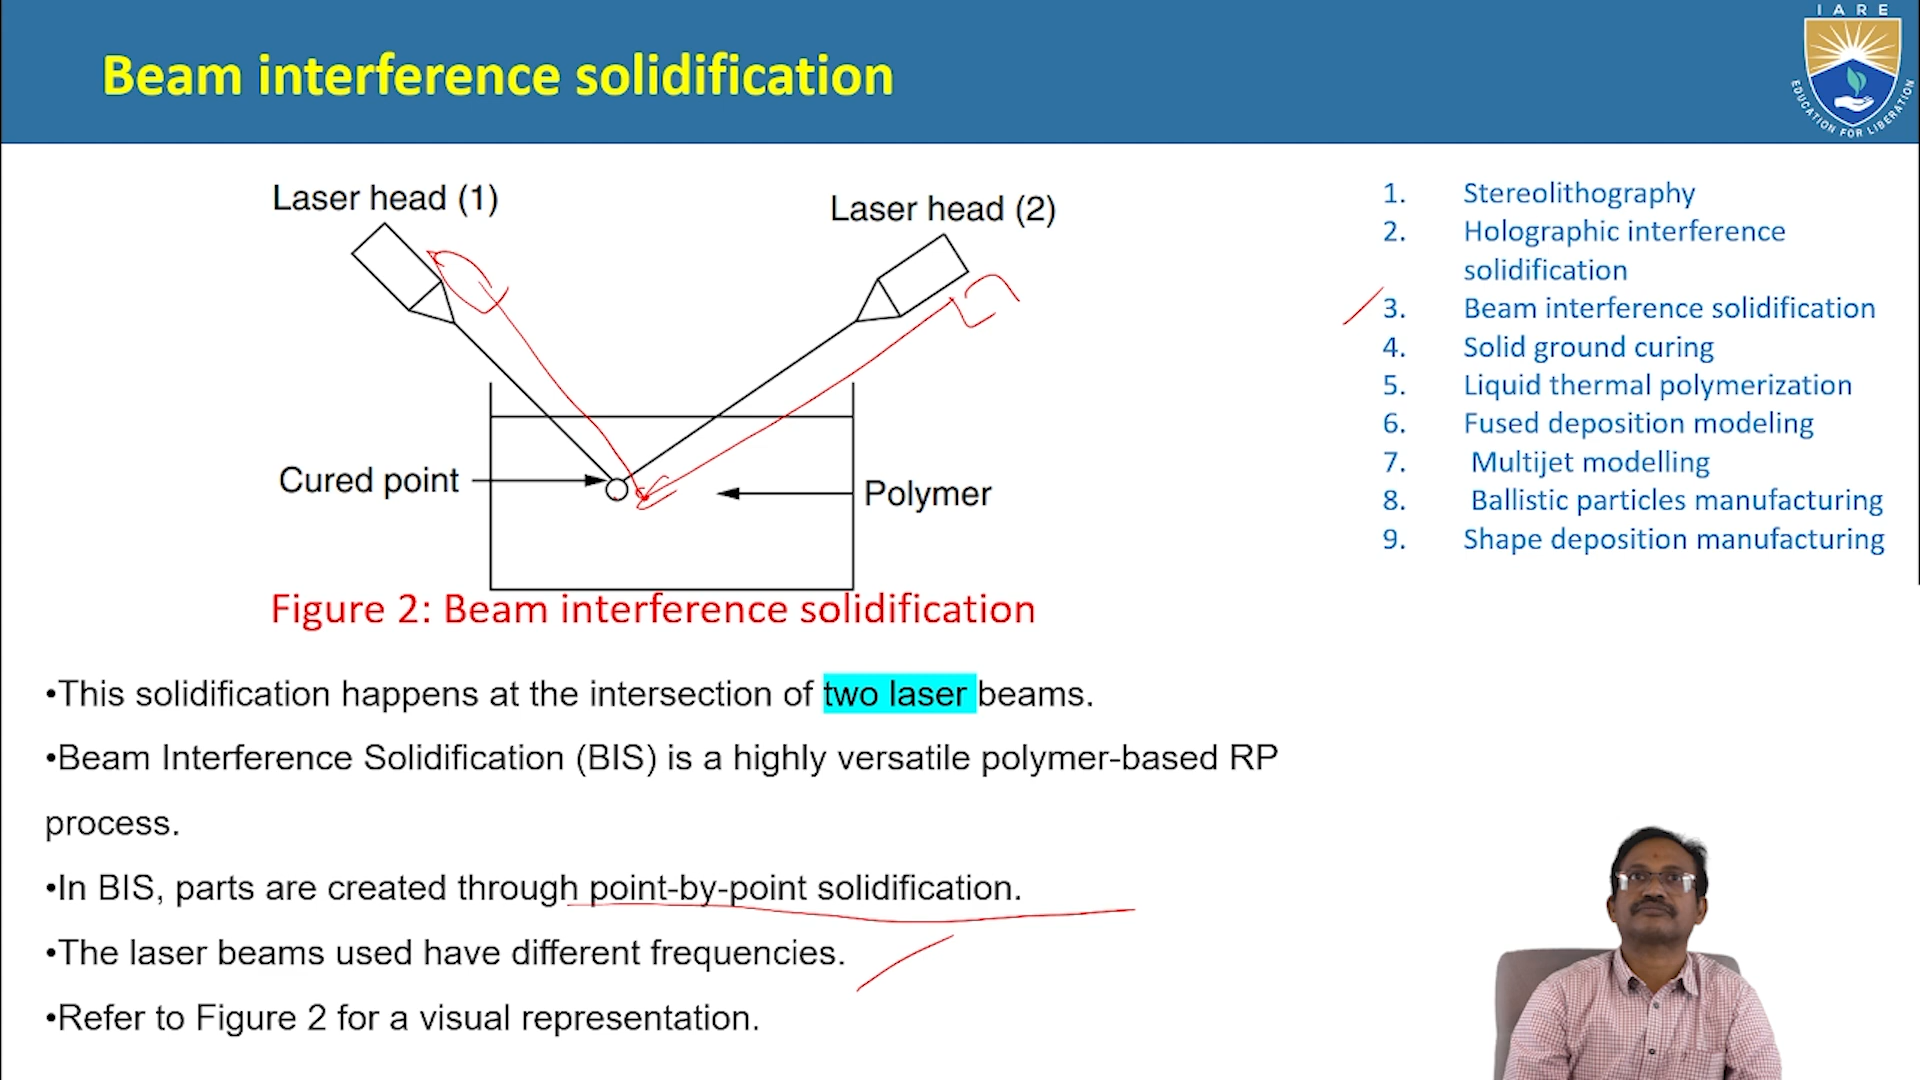 Beam interference solidification
IARE
EDUCATION FOR LIBERATION
Laser head (1)
Laser head (2)
Cured point
Polymer
Figure 2: Beam interference solidification
1. Stereolithography
2. Holographic interference
solidification
3. Beam interference solidification
4. Solid ground curing
5. Liquid thermal polymerization
6. Fused deposition modeling
7. Multijet modelling
8. Ballistic particles manufacturing
9. Shape deposition manufacturing
•This solidification happens at the intersection of two laser beams.
•Beam Interference Solidification (BIS) is a highly versatile polymer-based RP
process.
•In BIS, parts are created through point-by-point solidification.
•The laser beams used have different frequencies.
•Refer to Figure 2 for a visual representation.